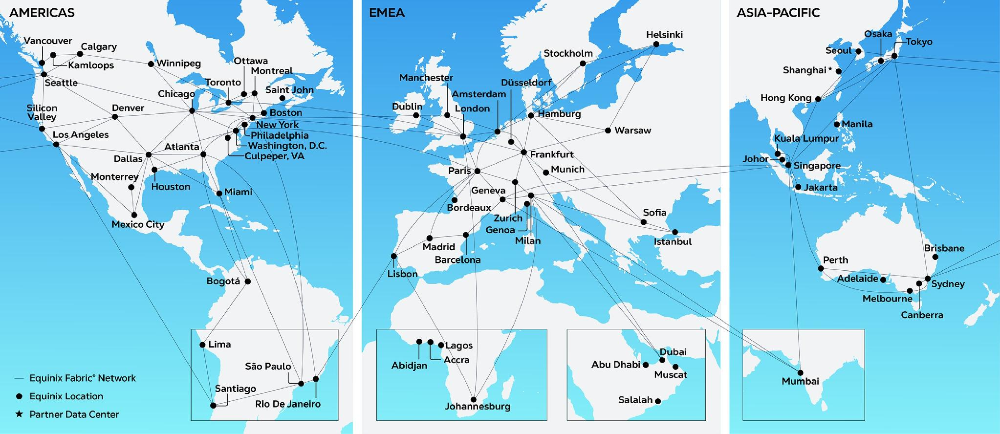 AMERICAS
Vancouver
Calgary
Kamloops
Winnipeg
Seattle
Ottawa
Montreal
Toronto
Saint John
Chicago
Silicon
Valley
Denver
Boston
New York
Los Angeles
Philadelphia
Atlanta
Washington, D.C.
Culpeper, VA
Dallas
Monterrey
Houston
Miami
Mexico City
Bogotá
Lima
São Paulo
Santiago
Rio De Janeiro
Equinix Fabric® Network
Equinix Location
★ Partner Data Center
EMEA
Helsinki
Stockholm
Manchester
Düsseldorf
Amsterdam
Dublin
London
Hamburg
Warsaw
Frankfurt
Paris
Munich
Geneva
Bordeaux
Zurich
Sofia
Genoa
Milan
Istanbul
Madrid
Barcelona
Lisbon
Lagos
Accra
Abidjan
Johannesburg
Dubai
Abu Dhabi
Muscat
Salalah
ASIA-PACIFIC
Osaka
Tokyo
Seoul
Shanghai★
Hong Kong
Manila
Kuala Lumpur
Johor
Singapore
Jakarta
Brisbane
Perth
Adelaide
Sydney
Melbourne
Canberra
Mumbai